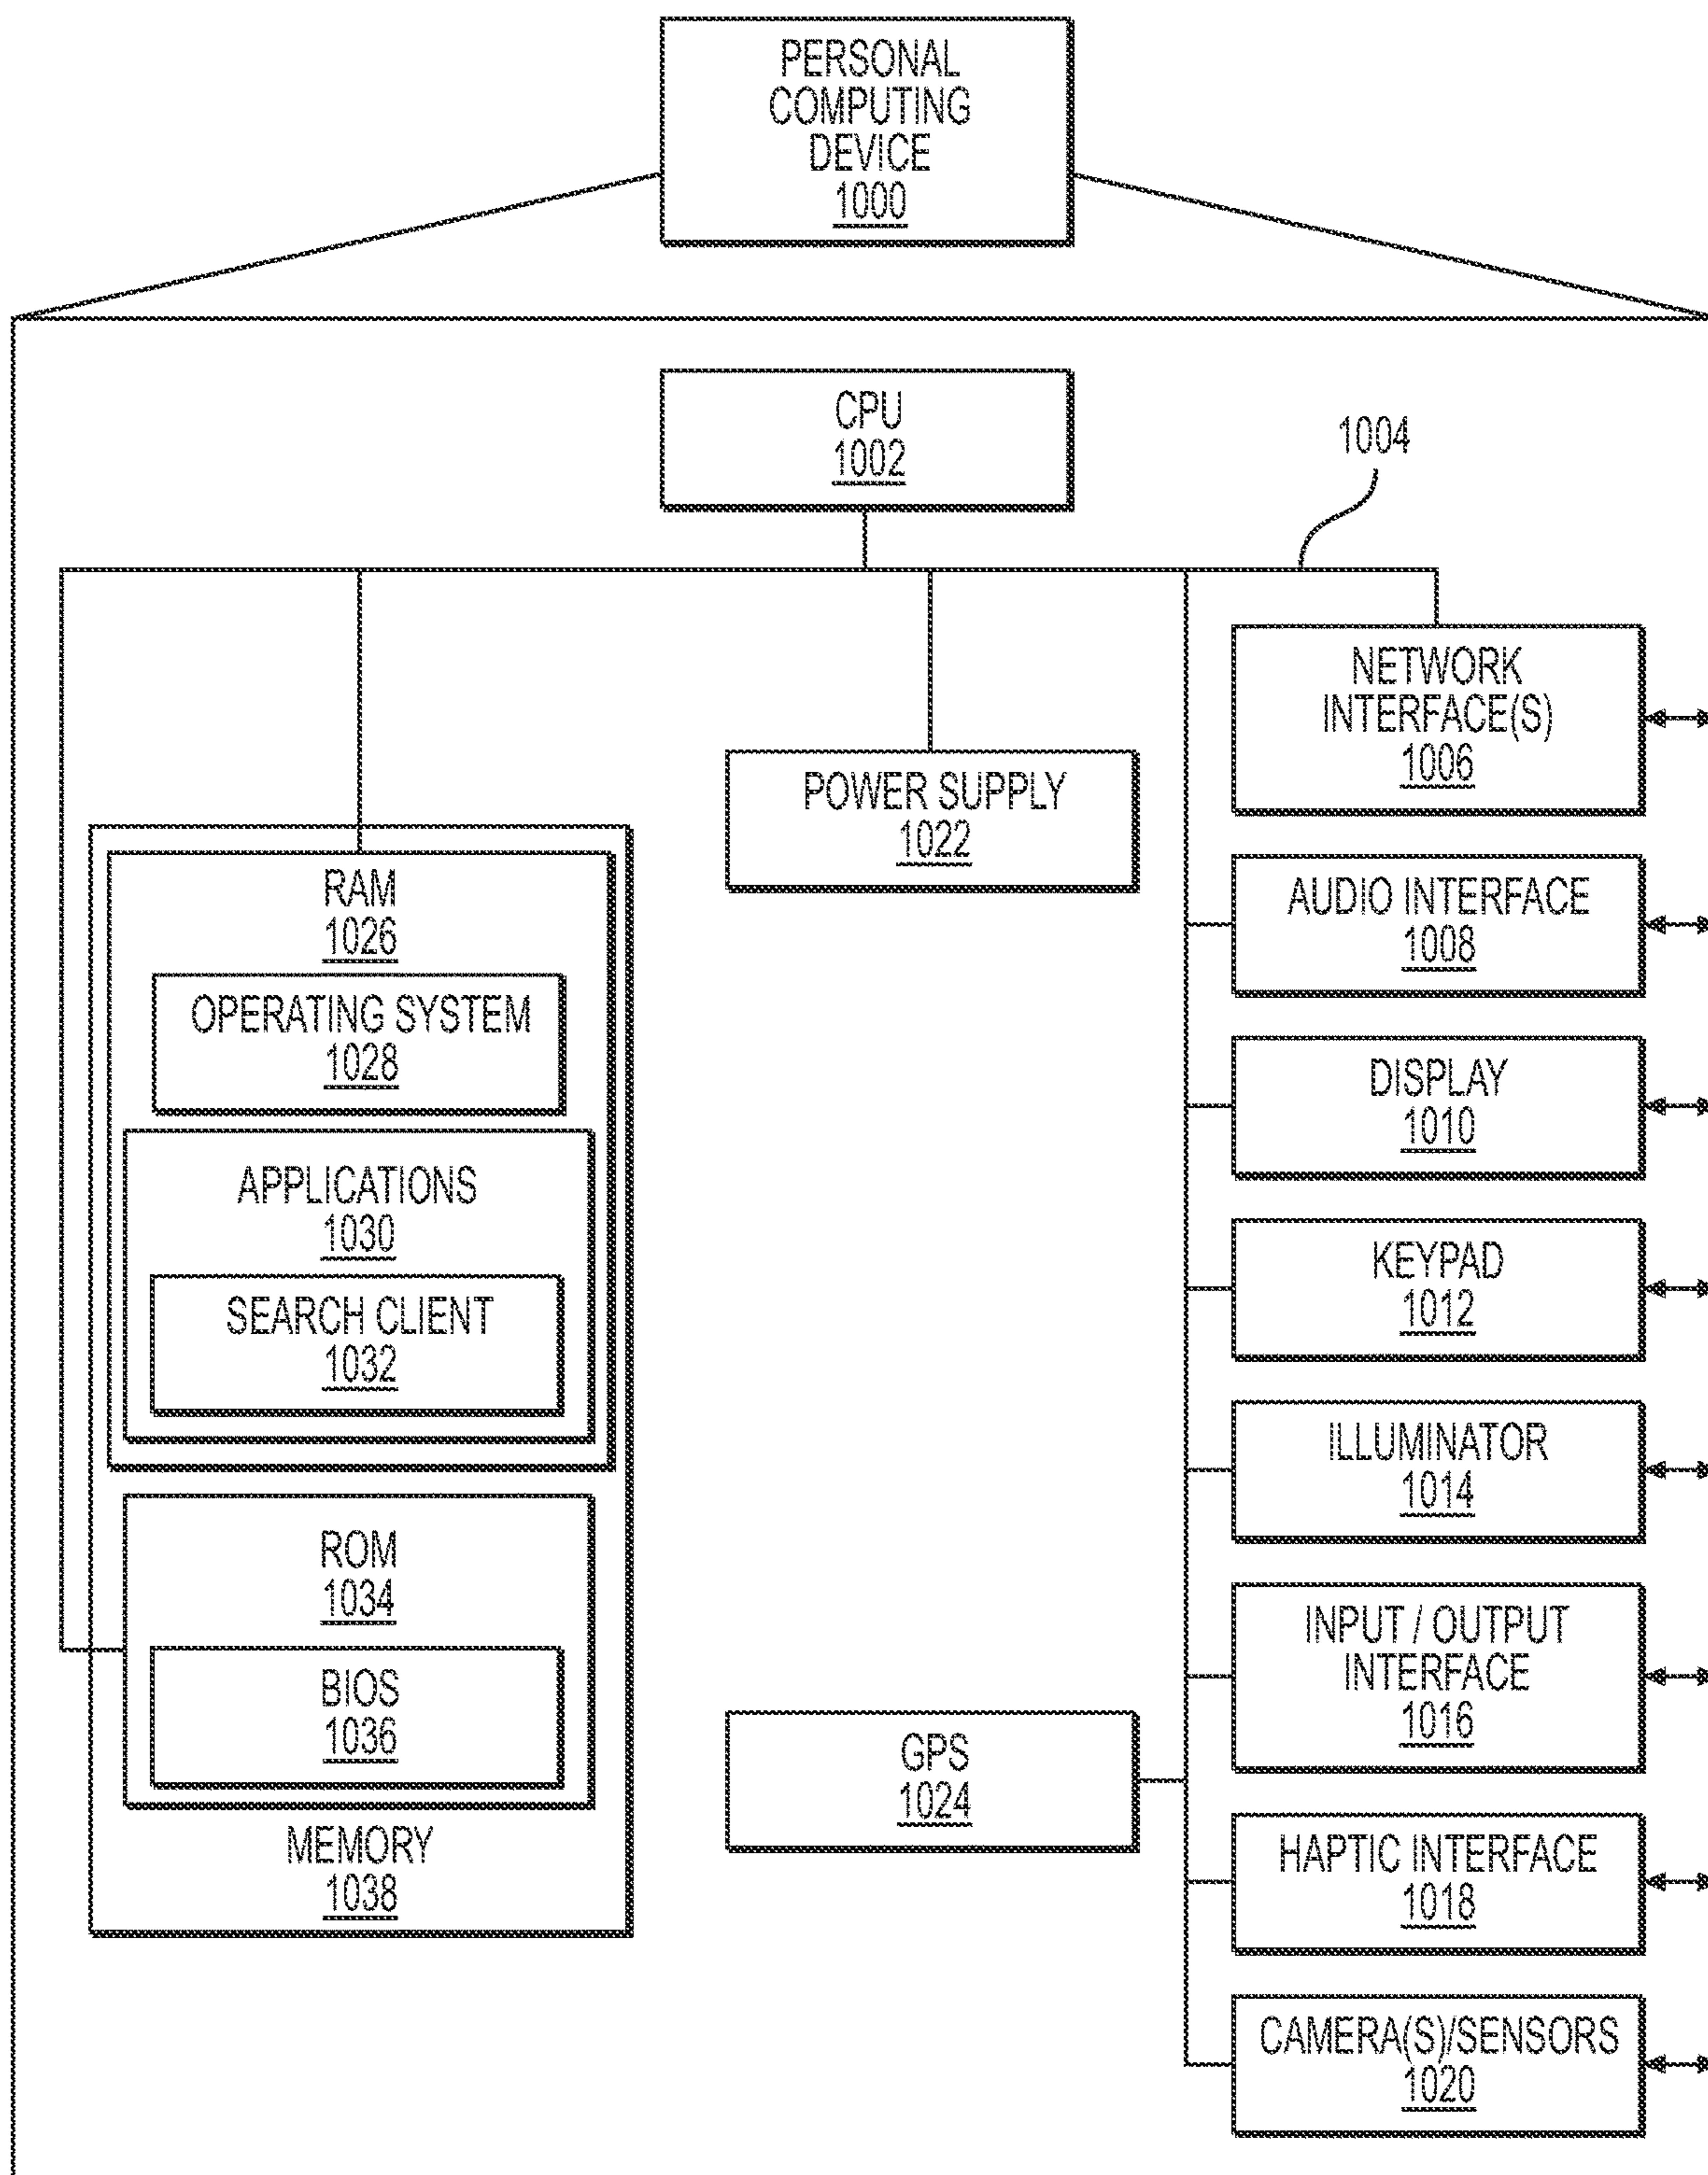 PERSONAL
COMPUTING
DEVICE
1000
CPU
1002
1004
NETWORK
INTERFACE(S)
1006
POWER SUPPLY
1022
RAM
1026
OPERATING SYSTEM
1028
APPLICATIONS
1030
SEARCH CLIENT
1032
ROM
1034
BIOS
1036
MEMORY
1038
GPS
1024
AUDIO INTERFACE
1008
DISPLAY
1010
KEYPAD
1012
ILLUMINATOR
1014
INPUT / OUTPUT
INTERFACE
1016
HAPTIC INTERFACE
1018
CAMERA(S)/SENSORS
1020